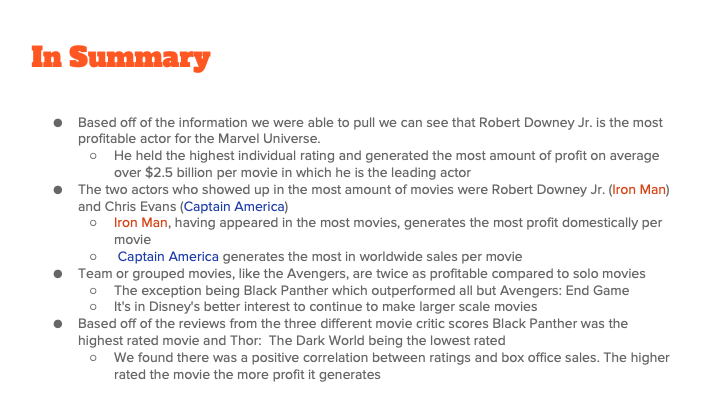 In Summary
● Based off of the information we were able to pull we can see that Robert Downey Jr. is the most
profitable actor for the Marvel Universe.
○ He held the highest individual rating and generated the most amount of profit on average
over $2.5 billion per movie in which he is the leading actor
● The two actors who showed up in the most amount of movies were Robert Downey Jr. (Iron Man)
and Chris Evans (Captain America)
○ Iron Man, having appeared in the most movies, generates the most profit domestically per
movie
○ Captain America generates the most in worldwide sales per movie
● Team or grouped movies, like the Avengers, are twice as profitable compared to solo movies
○ The exception being Black Panther which outperformed all but Avengers: End Game
○ It's in Disney's better interest to continue to make larger scale movies
● Based off of the reviews from the three different movie critic scores Black Panther was the
highest rated movie and Thor: The Dark World being the lowest rated
○ We found there was a positive correlation between ratings and box office sales. The higher
rated the movie the more profit it generates